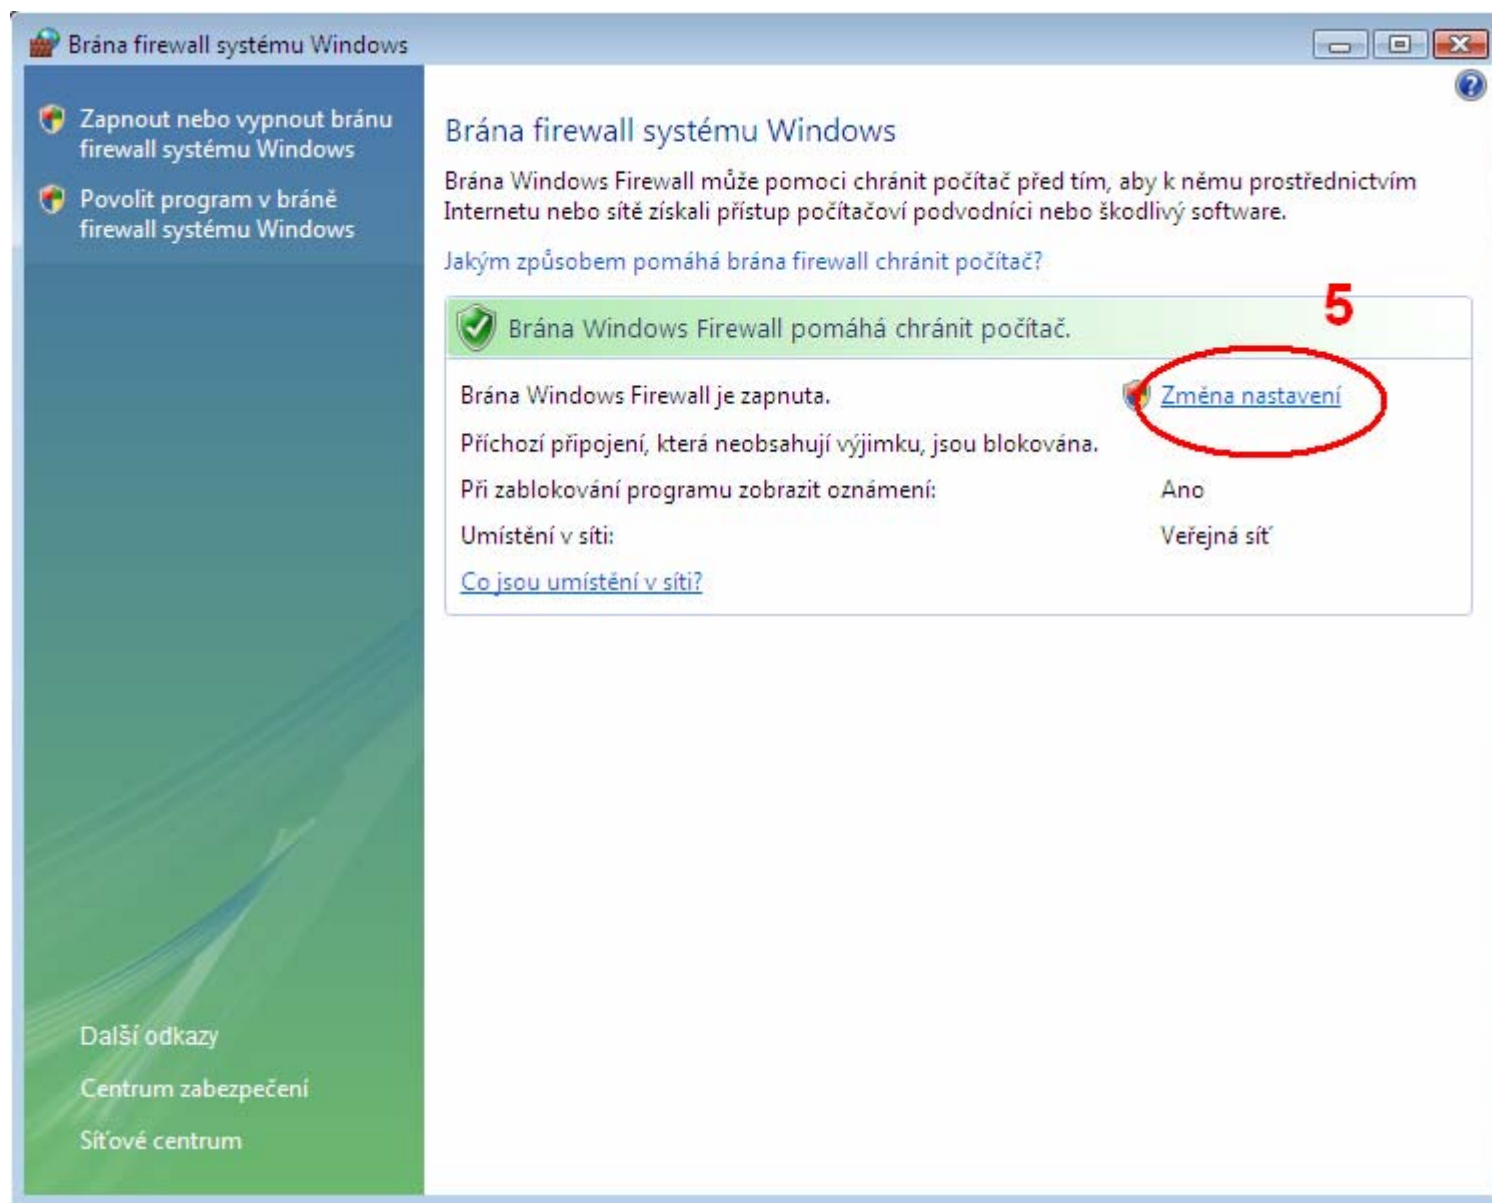 Brána firewall systému Windows
Zapnout nebo vypnout bránu
firewall systému Windows
Povolit program v bráně
firewall systému Windows
Další odkazy
Centrum zabezpečení
Síťové centrum
?
Brána firewall systému Windows
Brána Windows Firewall může pomoci chránit počítač před tím, aby k němu prostřednictvím
Internetu nebo sítě získali přístup počítačoví podvodníci nebo škodlivý software.
Jakým způsobem pomáhá brána firewall chránit počítač?
5
Brána Windows Firewall pomáhá chránit počítač.
Brána Windows Firewall je zapnuta. Změna nastavení
Příchozí připojení, která neobsahují výjimku, jsou blokována.
Při zablokování programu zobrazit oznámení: Ano
Umístění v síti: Veřejná síť
Co jsou umístění v síti?